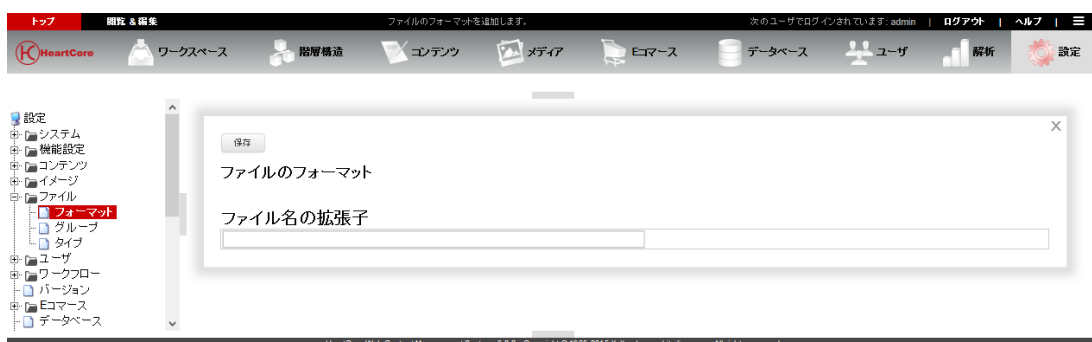 トップ 閲覧 & 編集 ファイルのフォーマットを追加します。 次のユーザでログインされています: admin | ログアウト | ヘルプ |
HeartCore ワークスペース 階層構造 コンテンツ メディア Eコマース データベース ユーザ 解析 設定
設定
システム
機能設定
コンテンツ
イメージ
ファイル
フォーマット
グループ
タイプ
ユーザ
ワークフロー
バージョン
Eコマース
データベース
X
保存
ファイルのフォーマット
ファイル名の拡張子